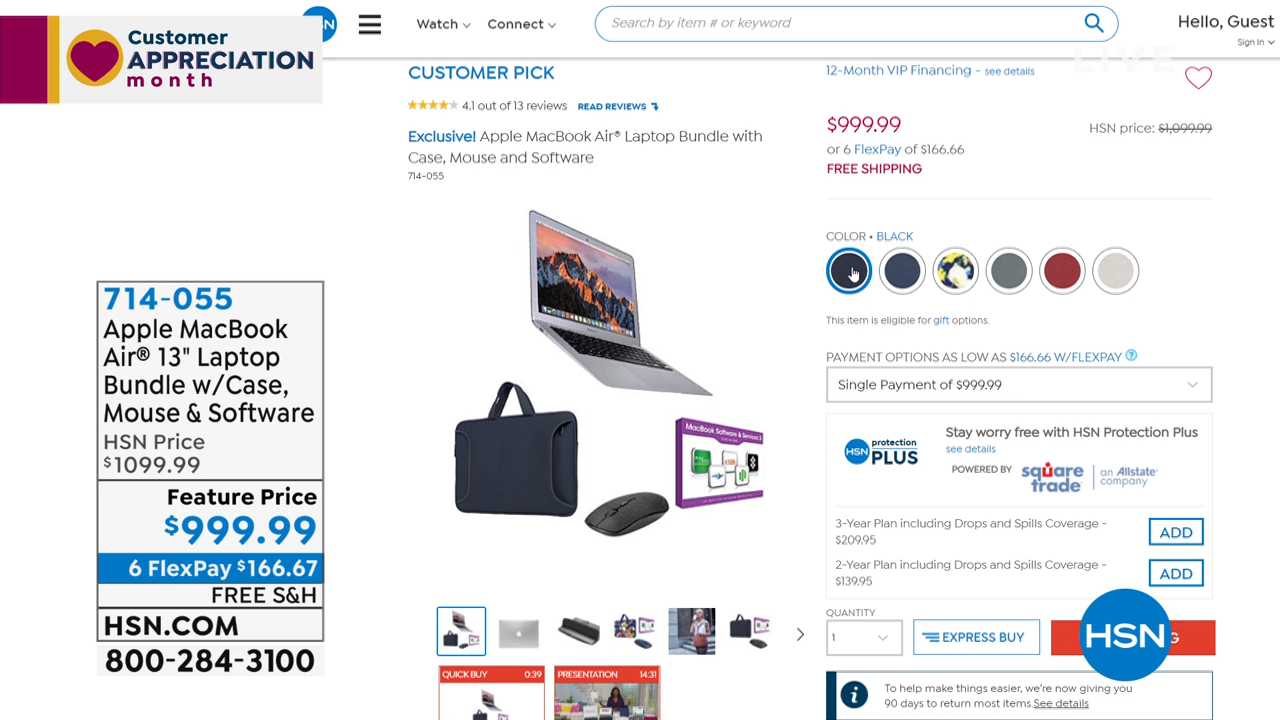 Customer
APPRECIATION
month
Watch
Connect
Search by item # or keyword
Hello, Guest
Sign In
LIVE
CUSTOMER PICK
4.1 out of 13 reviews READ REVIEWS
Exclusive! Apple MacBook Air® Laptop Bundle with
Case, Mouse and Software
714-055
12-Month VIP Financing - see details
$999.99
HSN price: $1,099.99
or 6 FlexPay of $166.66
FREE SHIPPING
COLOR • BLACK
This item is eligible for gift options.
PAYMENT OPTIONS AS LOW AS $166.66 W/FLEXPAY ?
Single Payment of $999.99
HSN protection PLUS
Stay worry free with HSN Protection Plus
see details
POWERED BY square trade an Allstate company
3-Year Plan including Drops and Spills Coverage -
$209.95
ADD
2-Year Plan including Drops and Spills Coverage -
$139.95
ADD
QUANTITY
1
EXPRESS BUY
HSN
G
i
To help make things easier, we're now giving you
90 days to return most items. See details
714-055
Apple MacBook
Air® 13" Laptop
Bundle w/Case,
Mouse & Software
HSN Price
$1099.99
Feature Price
$999.99
6 FlexPay $166.67
FREE S&H
HSN.COM
800-284-3100
MacBook Software & Services 3
QUICK BUY 0:39
PRESENTATION 14:31